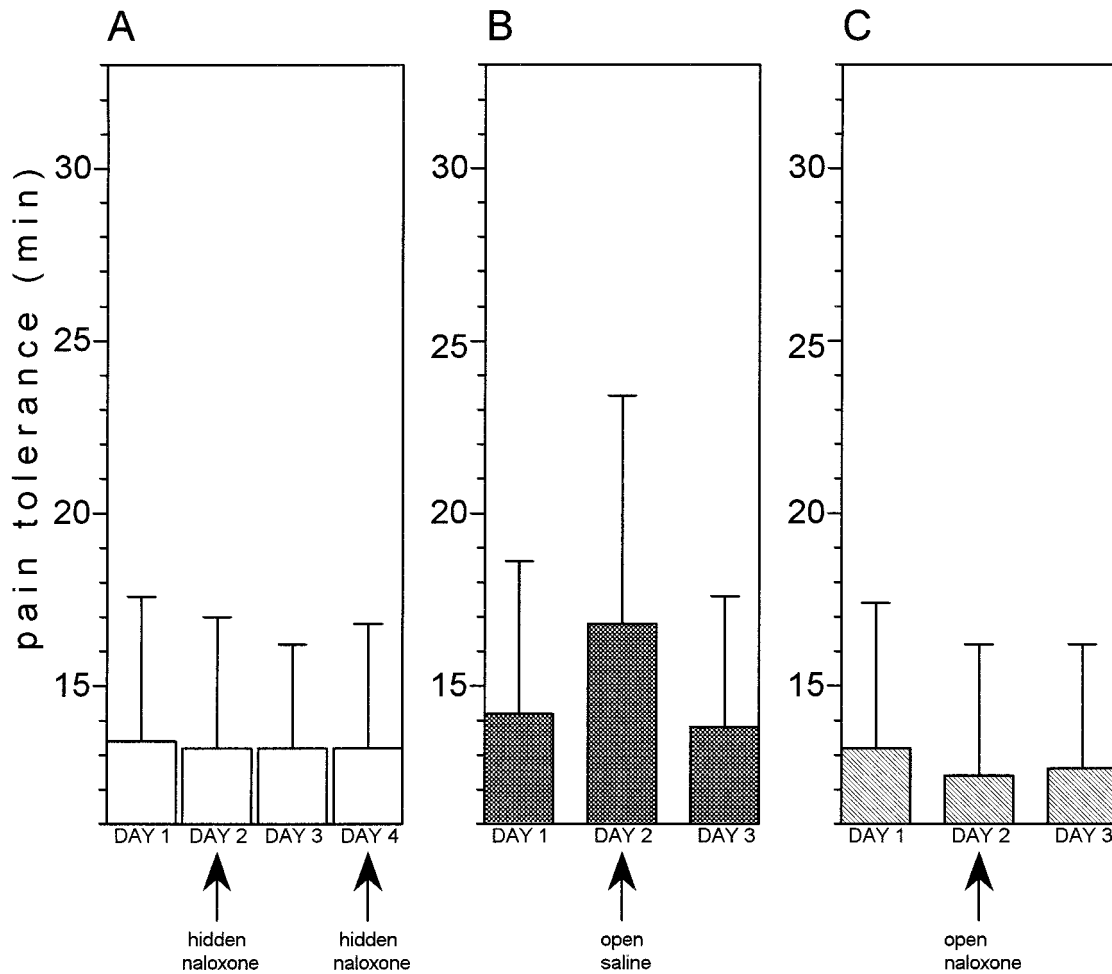 A
B
C
pain tolerance (min)
30
25
20
15
30
25
20
15
30
25
20
15
DAY 1 DAY 2 DAY 3 DAY 4
DAY 1 DAY 2 DAY 3
DAY 1 DAY 2 DAY 3
hidden
naloxone
hidden
naloxone
open
saline
open
naloxone